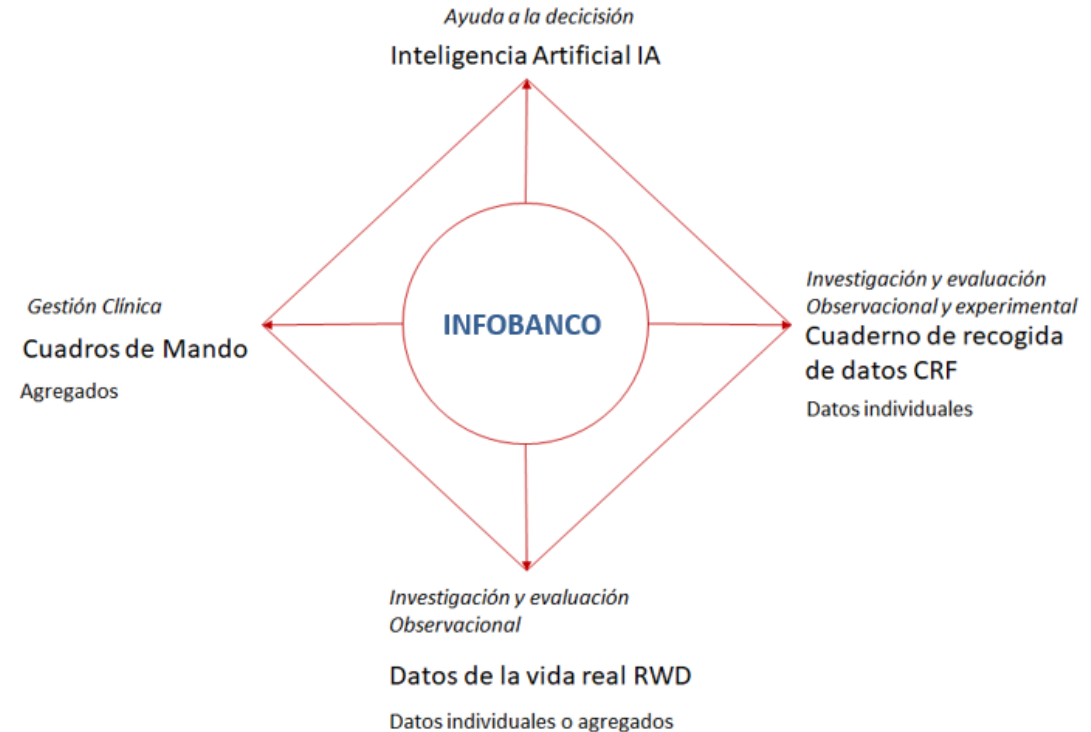 Ayuda a la decicisión
Inteligencia Artificial IA
Gestión Clínica
Cuadros de Mando
Agregados
INFOBANCO
Investigación y evaluación
Observacional y experimental
Cuaderno de recogida
de datos CRF
Datos individuales
Investigación y evaluación
Observacional
Datos de la vida real RWD
Datos individuales o agregados